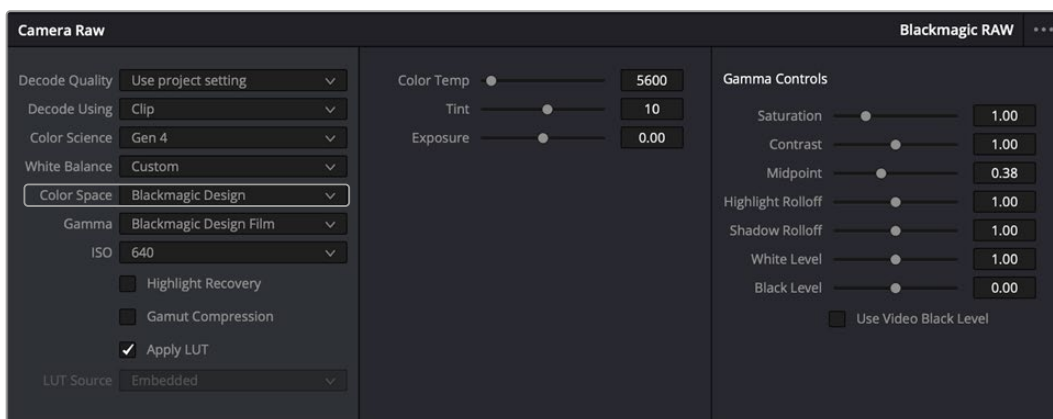 Camera Raw
Blackmagic RAW
Decode Quality Use project setting
Decode Using Clip
Color Science Gen 4
White Balance Custom
Color Space Blackmagic Design
Gamma Blackmagic Design Film
ISO 640
Highlight Recovery
Gamut Compression
Apply LUT
LUT Source Embedded
Color Temp 5600
Tint 10
Exposure 0.00
Gamma Controls
Saturation 1.00
Contrast 1.00
Midpoint 0.38
Highlight Rolloff 1.00
Shadow Rolloff 1.00
White Level 1.00
Black Level 0.00
Use Video Black Level